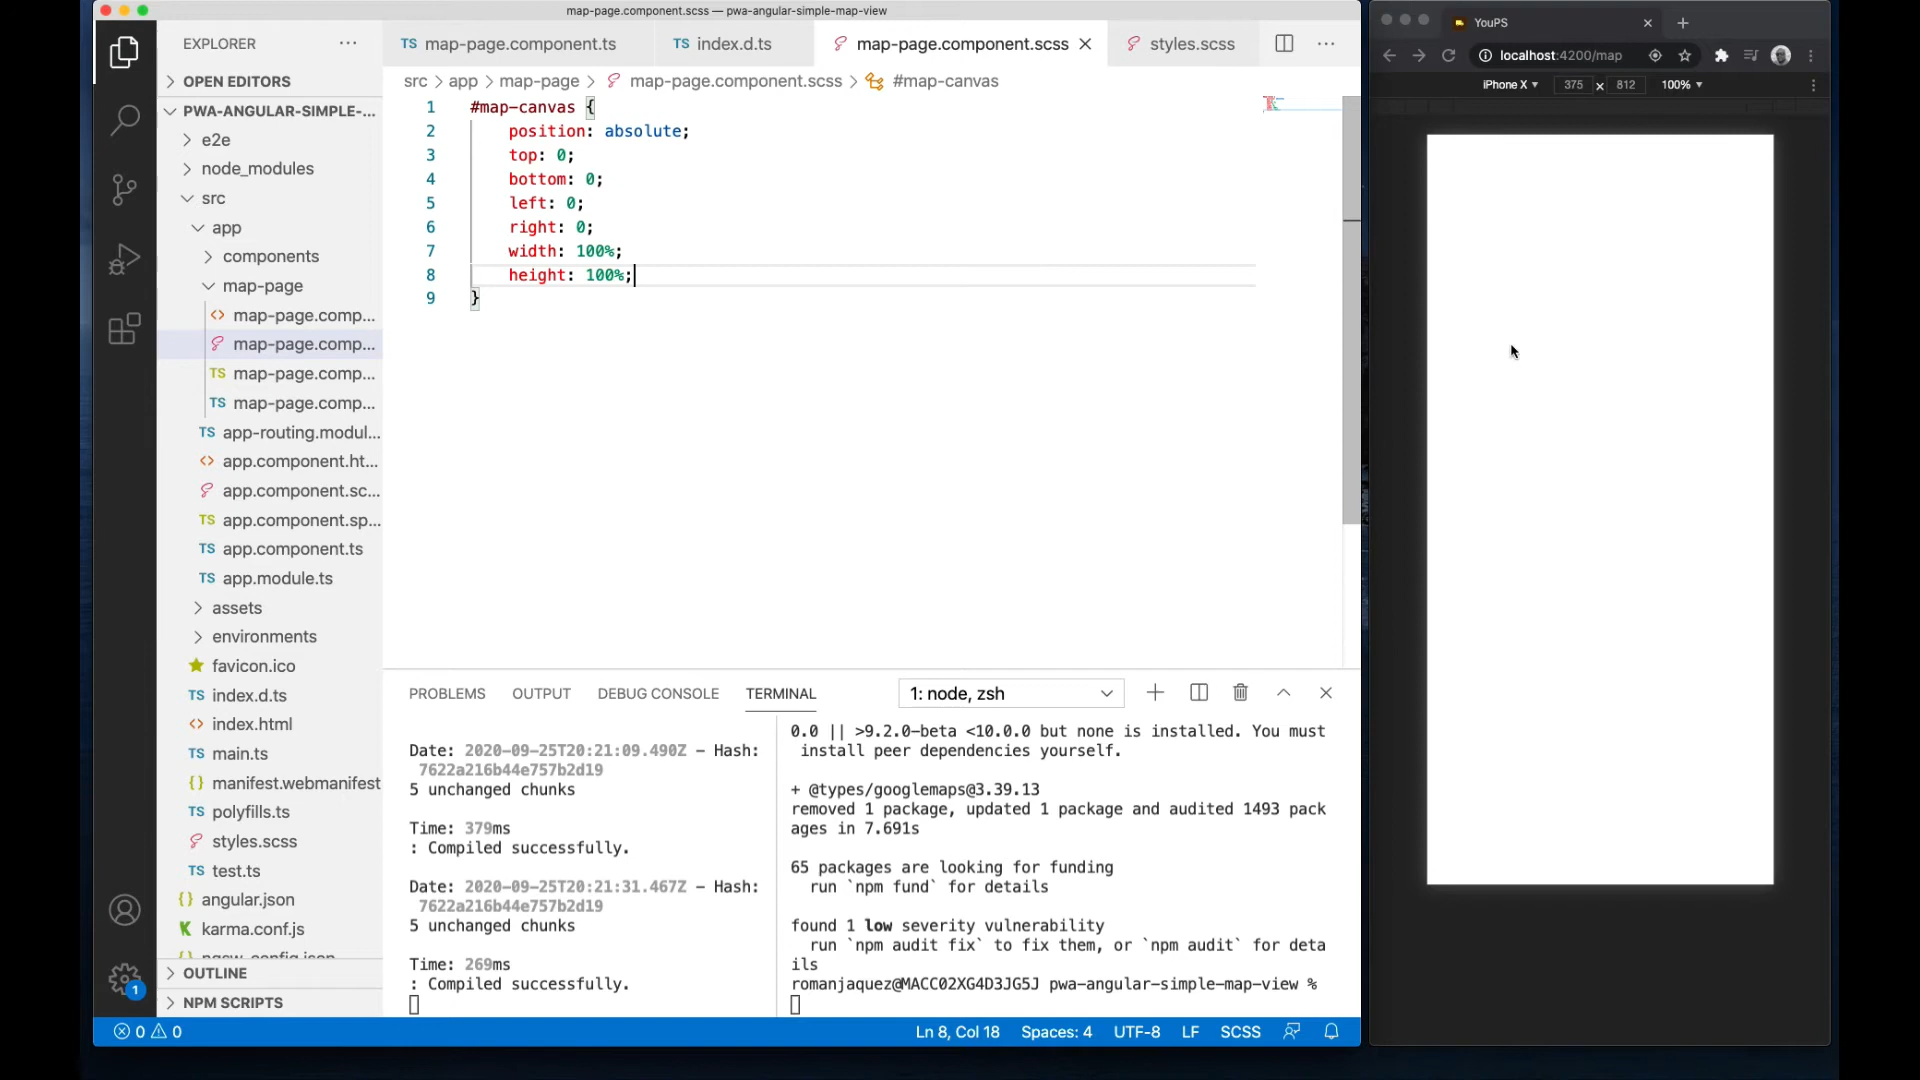 map-page.component.scss — pwa-angular-simple-map-view
EXPLORER
OPEN EDITORS
PWA-ANGULAR-SIMPLE-...
e2e
node_modules
src
app
components
map-page
map-page.comp...
map-page.comp...
TS map-page.comp...
TS map-page.comp...
TS app-routing.modul...
app.component.ht...
app.component.sc...
TS app.component.sp...
TS app.component.ts
TS app.module.ts
assets
environments
favicon.ico
TS index.d.ts
index.html
TS main.ts
{} manifest.webmanifest
TS polyfills.ts
styles.scss
TS test.ts
{} angular.json
karma.conf.js
OUTLINE
NPM SCRIPTS
1
TS map-page.component.ts
TS index.d.ts
map-page.component.scss
styles.scss
src > app > map-page > map-page.component.scss > #map-canvas
1 #map-canvas {
2 position: absolute;
3 top: 0;
4 bottom: 0;
5 left: 0;
6 right: 0;
7 width: 100%;
8 height: 100%;
9 }
PROBLEMS OUTPUT DEBUG CONSOLE TERMINAL
1: node, zsh
Date: 2020-09-25T20:21:09.490Z - Hash:
7622a216b44e757b2d19
5 unchanged chunks
Time: 379ms
: Compiled successfully.
Date: 2020-09-25T20:21:31.467Z - Hash:
7622a216b44e757b2d19
5 unchanged chunks
Time: 269ms
: Compiled successfully.
0.0 || >9.2.0-beta <10.0.0 but none is installed. You must
install peer dependencies yourself.
+ @types/googlemaps@3.39.13
removed 1 package, updated 1 package and audited 1493 pack
ages in 7.691s
65 packages are looking for funding
run `npm fund` for details
found 1 low severity vulnerability
run `npm audit fix` to fix them, or `npm audit` for deta
ils
romanjaquez@MACC02XG4D3JG5J pwa-angular-simple-map-view %
0 0
Ln 8, Col 18 Spaces: 4 UTF-8 LF SCSS
YouPS
localhost:4200/map
iPhone X 375 x 812 100%